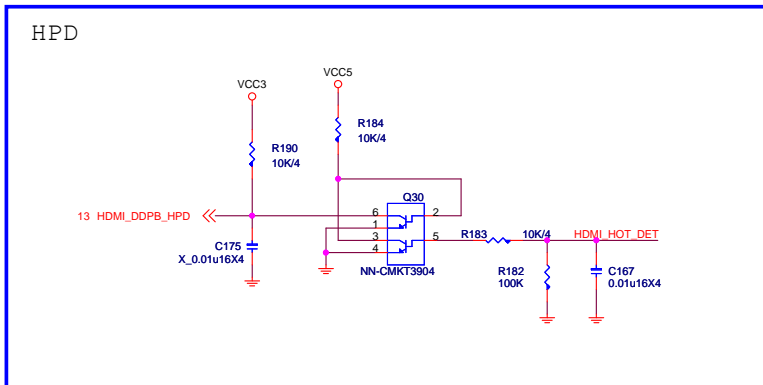 HPD
VCC3
VCC5
R190
10K/4
R184
10K/4
Q30
13 HDMI_DDPB_HPD
6
2
1
3
5
4
R183
10K/4
HDMI_HOT_DET
C175
X_0.01u16X4
NN-CMKT3904
R182
100K
C167
0.01u16X4